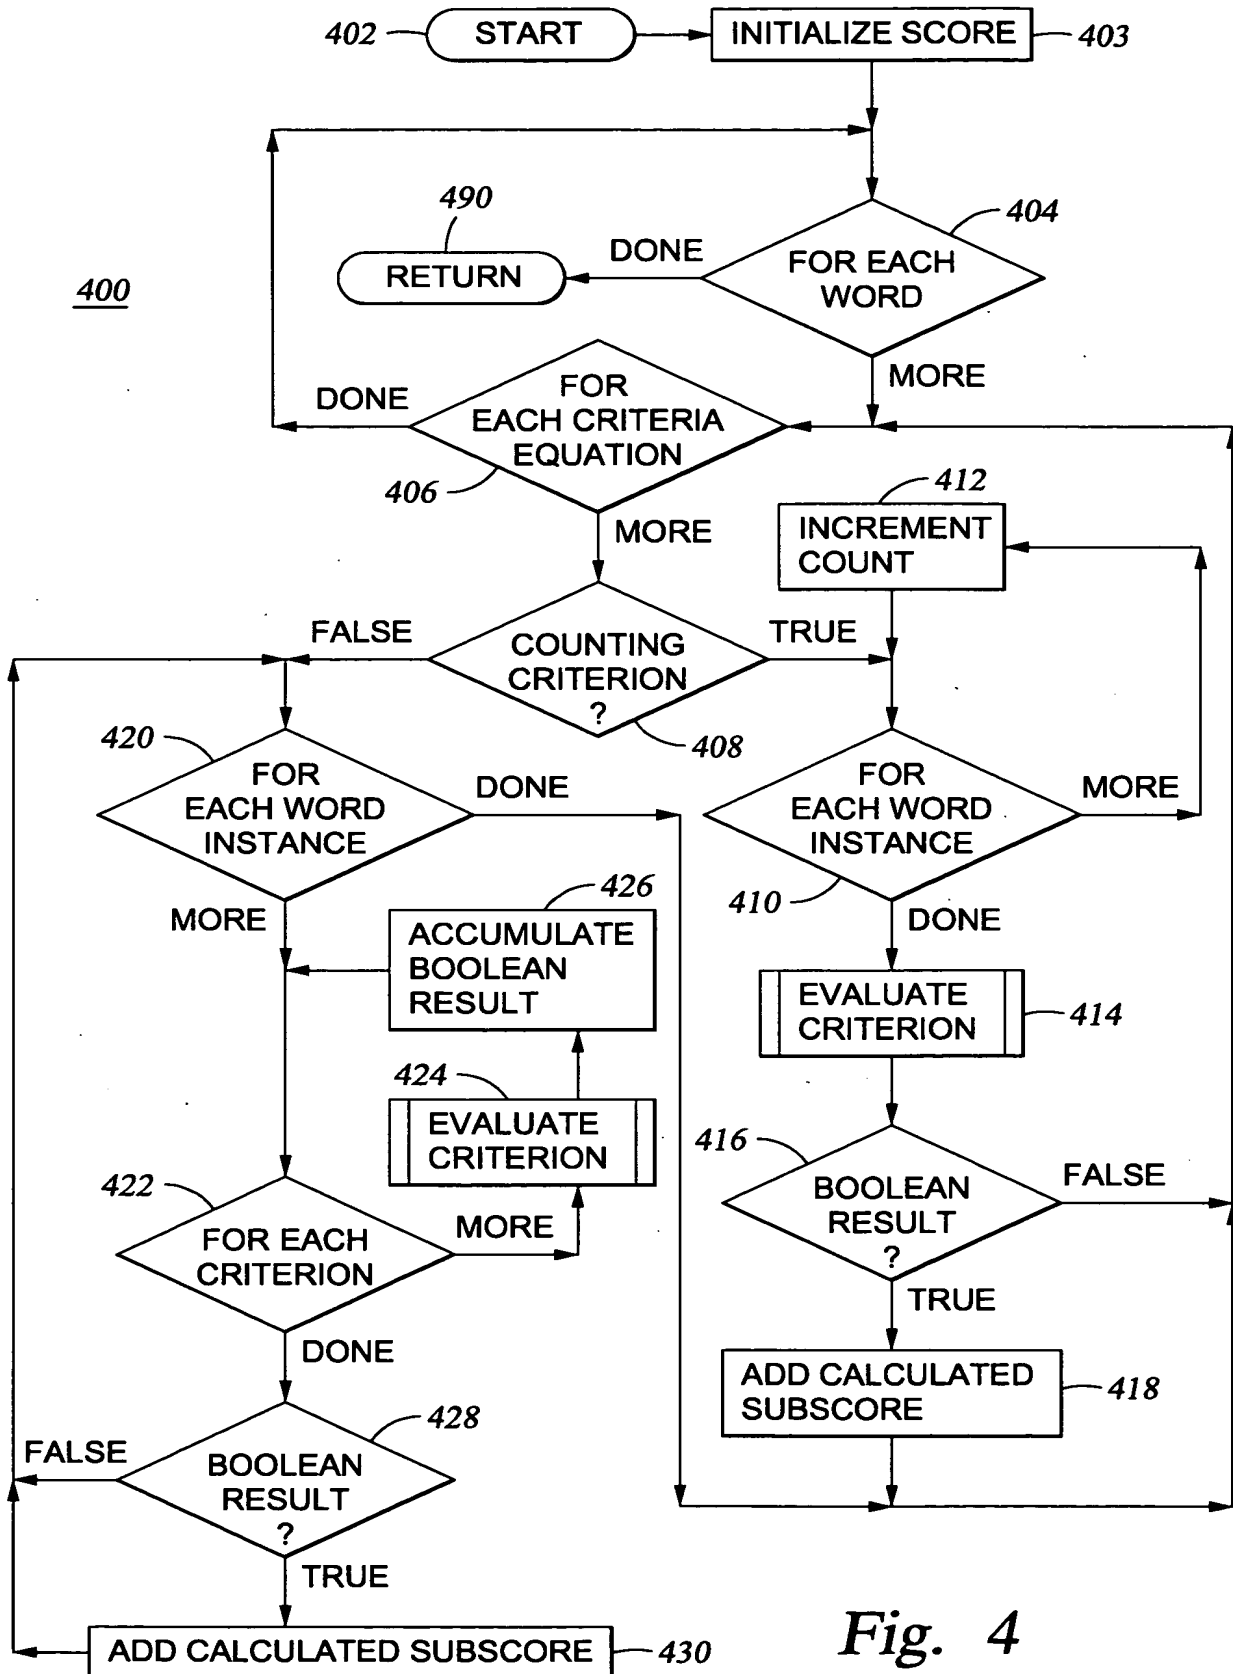 402
START
INITIALIZE SCORE
403
490
404
DONE
FOR EACH
WORD
RETURN
400
MORE
FOR
EACH CRITERIA
EQUATION
DONE
406
412
MORE
INCREMENT
COUNT
FALSE
COUNTING
CRITERION
?
TRUE
408
420
FOR
EACH WORD
INSTANCE
DONE
FOR
EACH WORD
INSTANCE
MORE
410
MORE
426
DONE
ACCUMULATE
BOOLEAN
RESULT
EVALUATE
CRITERION
414
424
EVALUATE
CRITERION
416
BOOLEAN
RESULT
?
FALSE
422
FOR EACH
CRITERION
MORE
TRUE
DONE
ADD CALCULATED
SUBSCORE
418
428
FALSE
BOOLEAN
RESULT
?
TRUE
ADD CALCULATED SUBSCORE
430
Fig. 4